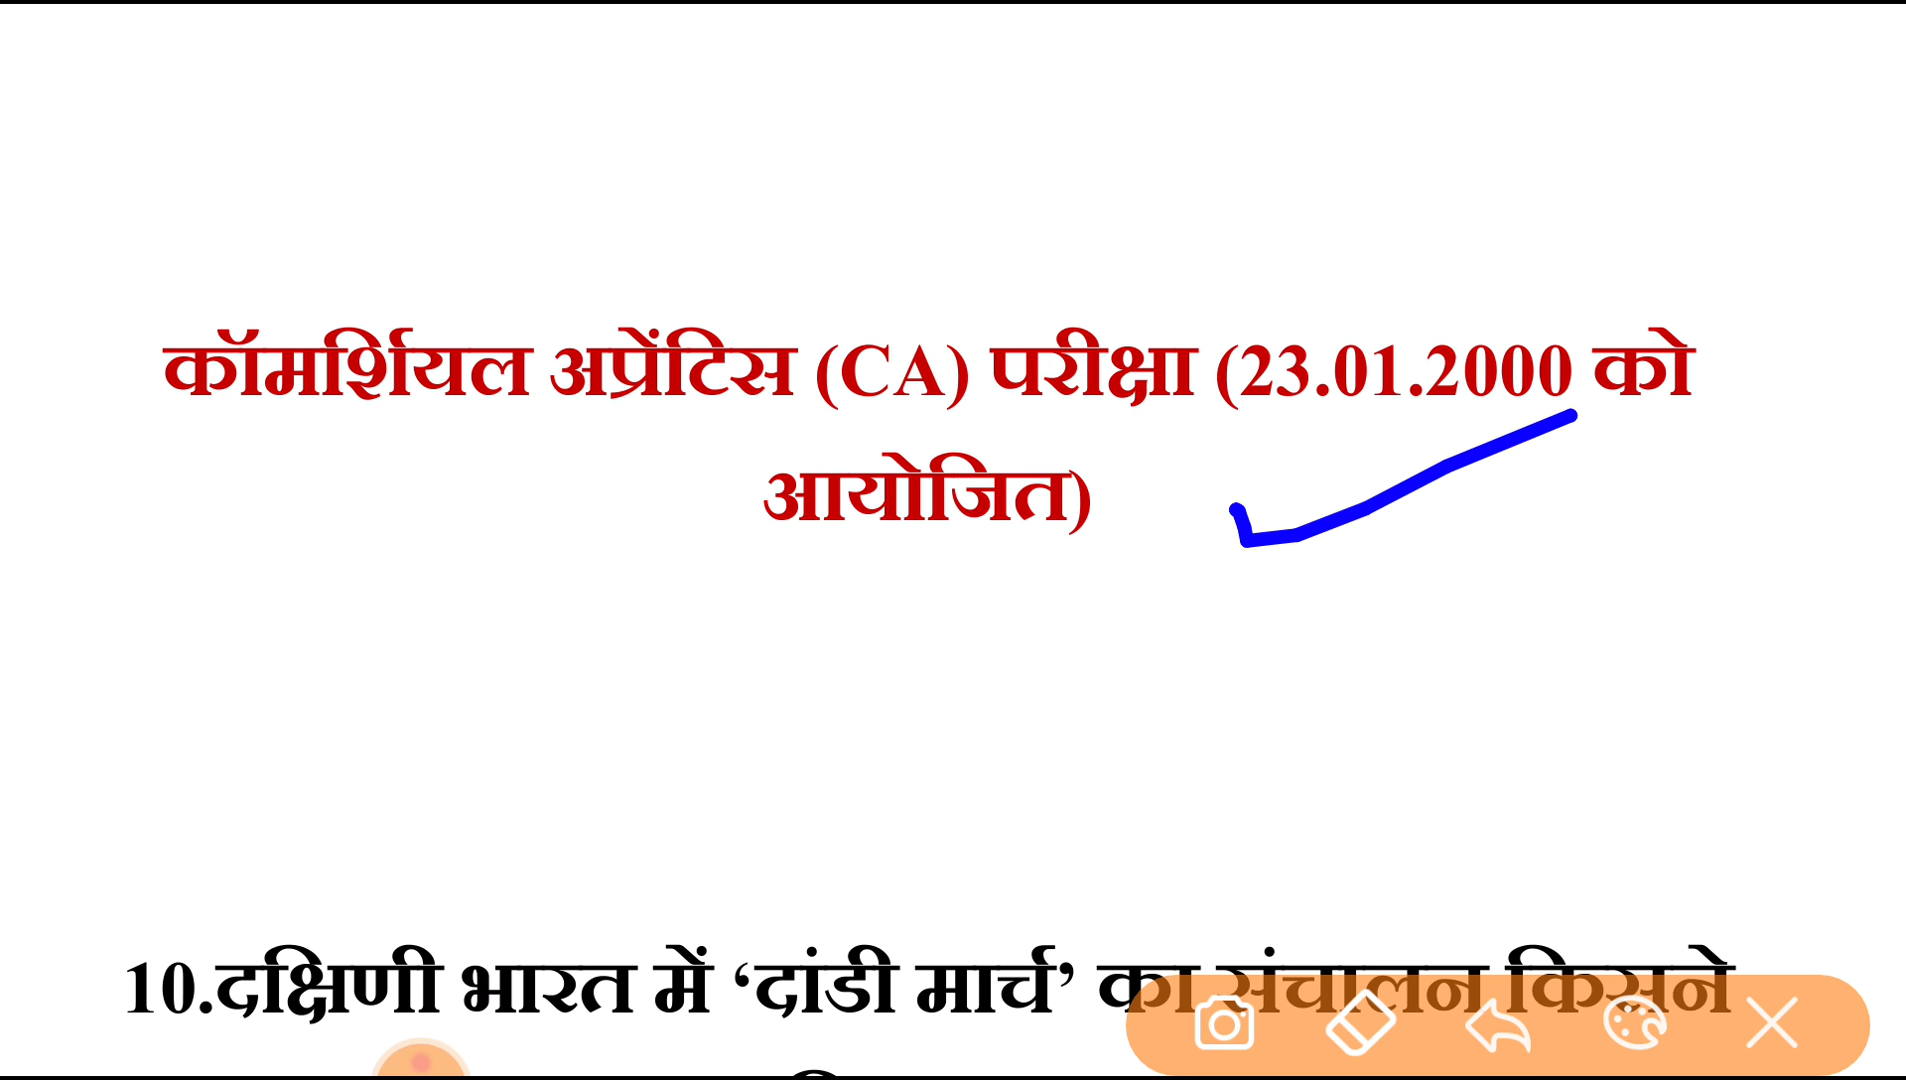 कॉमर्शियल अप्रेंटिस (CA) परीक्षा (23.01.2000 को
आयोजित)
10.दक्षिणी भारत में ‘दांडी मार्च’ का संचालन किसने